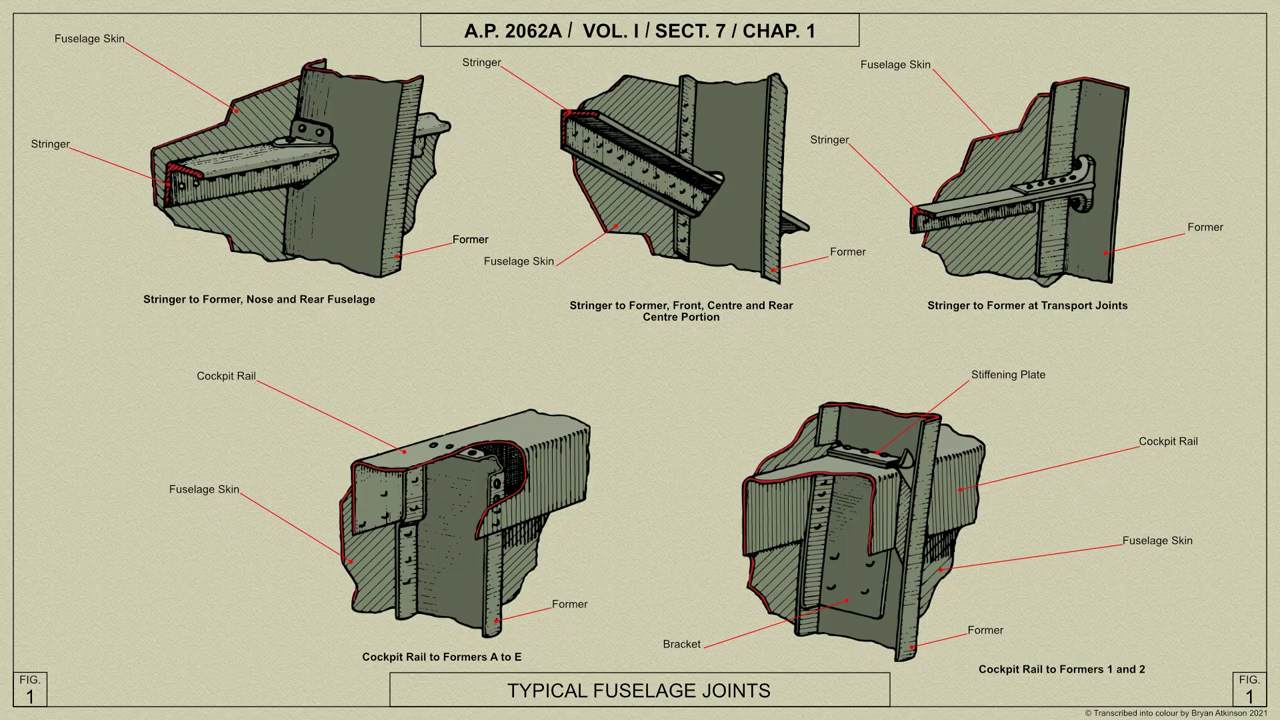 A.P. 2062A / VOL. I / SECT. 7 / CHAP. 1
Fuselage Skin
Stringer
Former
Stringer to Former, Nose and Rear Fuselage
Stringer
Fuselage Skin
Former
Stringer to Former, Front, Centre and Rear
Centre Portion
Fuselage Skin
Stringer
Former
Stringer to Former at Transport Joints
Cockpit Rail
Fuselage Skin
Former
Cockpit Rail to Formers A to E
Stiffening Plate
Cockpit Rail
Fuselage Skin
Bracket
Former
Cockpit Rail to Formers 1 and 2
FIG.
1
TYPICAL FUSELAGE JOINTS
FIG.
1
© Transcribed into colour by Bryan Atkinson 2021